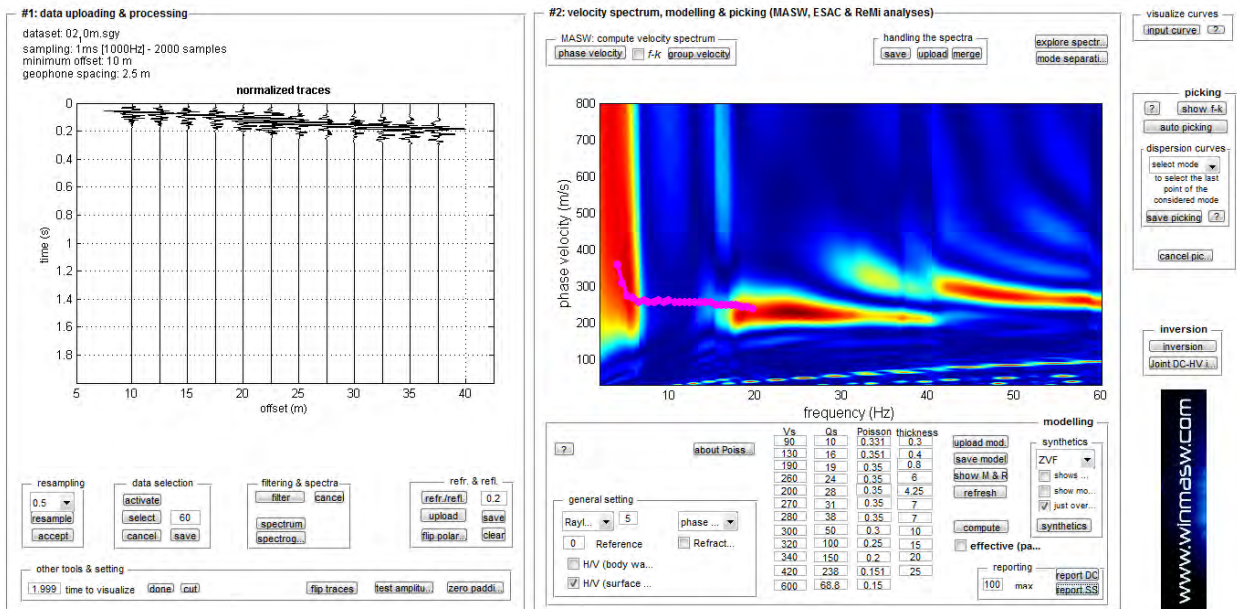 #1: data uploading & processing
dataset: 02_0m.sgy
sampling: 1ms [1000Hz] - 2000 samples
minimum offset: 10 m
geophone spacing: 2.5 m
normalized traces
0
0.2
0.4
0.6
0.8
1
1.2
1.4
1.6
1.8
time (s)
5 10 15 20 25 30 35 40
offset (m)
resampling
0.5
resample
accept
data selection
activate
select 60
cancel save
filtering & spectra
filter cancel
spectrum
spectrog...
refr. & refl.
refr./refl. 0.2
upload save
flip polar... clear
other tools & setting
1.999 time to visualize done cut flip traces test amplitu... zero paddi...
#2: velocity spectrum, modelling & picking (MASW, ESAC & ReMi analyses)
MASW: compute velocity spectrum
phase velocity f-k group velocity
handling the spectra
save upload merge
explore spectr...
mode separati...
800
700
600
500
400
300
200
100
phase velocity (m/s)
10 20 30 40 50 60
frequency (Hz)
modelling
? about Poiss...
general setting
Rayl... 5 phase ...
0 Reference Refract...
H/V (body wa...
H/V (surface ...
Vs Qs Poisson thickness
90 10 0.331 0.3
130 16 0.351 0.4
190 19 0.35 0.8
260 24 0.35 6
200 28 0.35 4.25
270 31 0.35 7
280 38 0.35 7
300 50 0.3 10
320 100 0.25 15
340 150 0.2 20
420 238 0.151 25
600 68.8 0.15
upload mod.
save model
show M & R
refresh
compute
effective (pa...
synthetics
ZVF
shows ...
show mo...
just over...
synthetics
reporting
100 max report DC
report SS
visualize curves
input curve ?
picking
? show f-k
auto picking
dispersion curves
select mode
to select the last
point of the
considered mode
save picking ?
cancel pic...
inversion
inversion
Joint DC-HV i...
www.winmasw.com